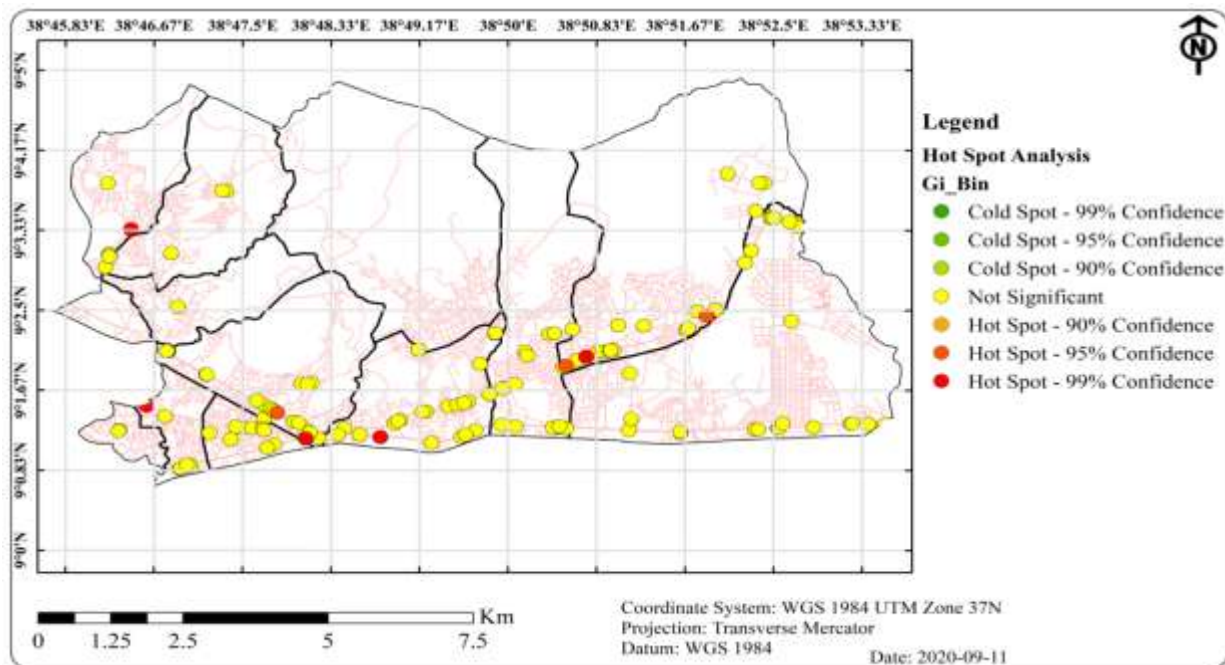 38°45.83'E 38°46.67'E 38°47.5'E 38°48.33'E 38°49.17'E 38°50'E 38°50.83'E 38°51.67'E 38°52.5'E 38°53.33'E
N
9°5'N
9°4.17'N
9°3.33'N
9°2.5'N
9°1.67'N
9°0.83'N
9°0'N
Legend
Hot Spot Analysis
Gi_Bin
Cold Spot - 99% Confidence
Cold Spot - 95% Confidence
Cold Spot - 90% Confidence
Not Significant
Hot Spot - 90% Confidence
Hot Spot - 95% Confidence
Hot Spot - 99% Confidence
Km
0 1.25 2.5 5 7.5
Coordinate System: WGS 1984 UTM Zone 37N
Projection: Transverse Mercator
Datum: WGS 1984
Date: 2020-09-11